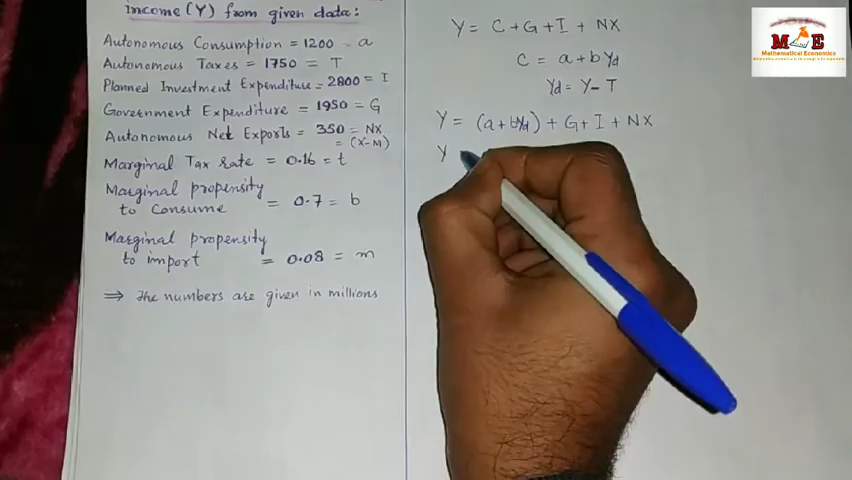 income (Y) from given data:
Autonomous Consumption = 1200 - a
Autonomous Taxes = 1750 = T
Planned Investment Expenditure = 2800 = I
Government Expenditure = 1950 = G
Autonomous Net Exports = 350 = NX
= (X-M)
Marginal Tax rate = 0.16 = t
Marginal propensity
to Consume = 0.7 = b
Marginal propensity
to import = 0.08 = m
⇒ The numbers are given in millions
Y = C + G + I + NX
C = a + b Yd
Yd = Y - T
Y = (a + bYd) + G + I + NX
Y
M E
Mathematical Economics